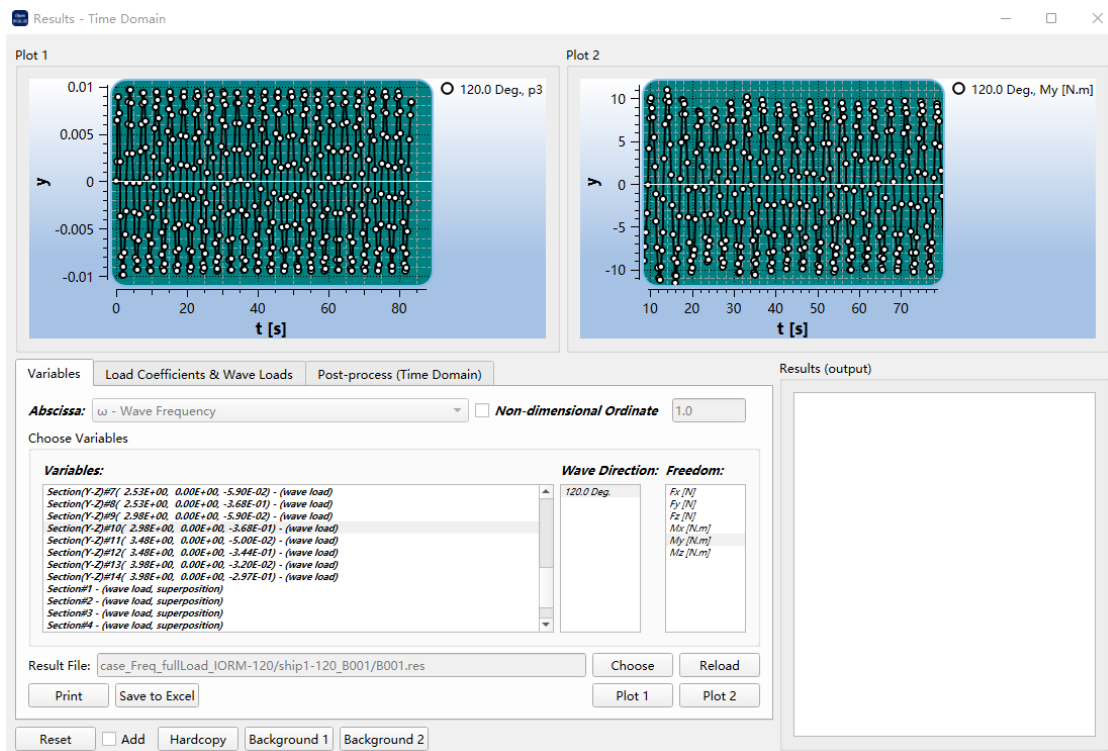 Results - Time Domain
Plot 1
Plot 2
0.01
0.005
0
-0.005
-0.01
y
0 20 40 60 80
t [s]
120.0 Deg., p3
10
5
0
-5
-10
y
10 20 30 40 50 60 70
t [s]
120.0 Deg., My [N.m]
Variables
Load Coefficients & Wave Loads
Post-process (Time Domain)
Results (output)
Abscissa: ω - Wave Frequency
Non-dimensional Ordinate 1.0
Choose Variables
Variables:
Section(Y-Z)#7( 2.53E+00, 0.00E+00, -5.90E-02) - (wave load)
Section(Y-Z)#8( 2.53E+00, 0.00E+00, -3.68E-01) - (wave load)
Section(Y-Z)#9( 2.98E+00, 0.00E+00, -5.90E-02) - (wave load)
Section(Y-Z)#10( 2.98E+00, 0.00E+00, -3.68E-01) - (wave load)
Section(Y-Z)#11( 3.48E+00, 0.00E+00, -5.00E-02) - (wave load)
Section(Y-Z)#12( 3.48E+00, 0.00E+00, -3.44E-01) - (wave load)
Section(Y-Z)#13( 3.98E+00, 0.00E+00, -3.20E-02) - (wave load)
Section(Y-Z)#14( 3.98E+00, 0.00E+00, -2.97E-01) - (wave load)
Section#1 - (wave load, superposition)
Section#2 - (wave load, superposition)
Section#3 - (wave load, superposition)
Section#4 - (wave load, superposition)
Wave Direction:
120.0 Deg.
Freedom:
Fx [N]
Fy [N]
Fz [N]
Mx [N.m]
My [N.m]
Mz [N.m]
Result File: case_Freq_fullLoad_IORM-120/ship1-120_B001/B001.res
Choose
Reload
Print
Save to Excel
Plot 1
Plot 2
Reset
Add
Hardcopy
Background 1
Background 2